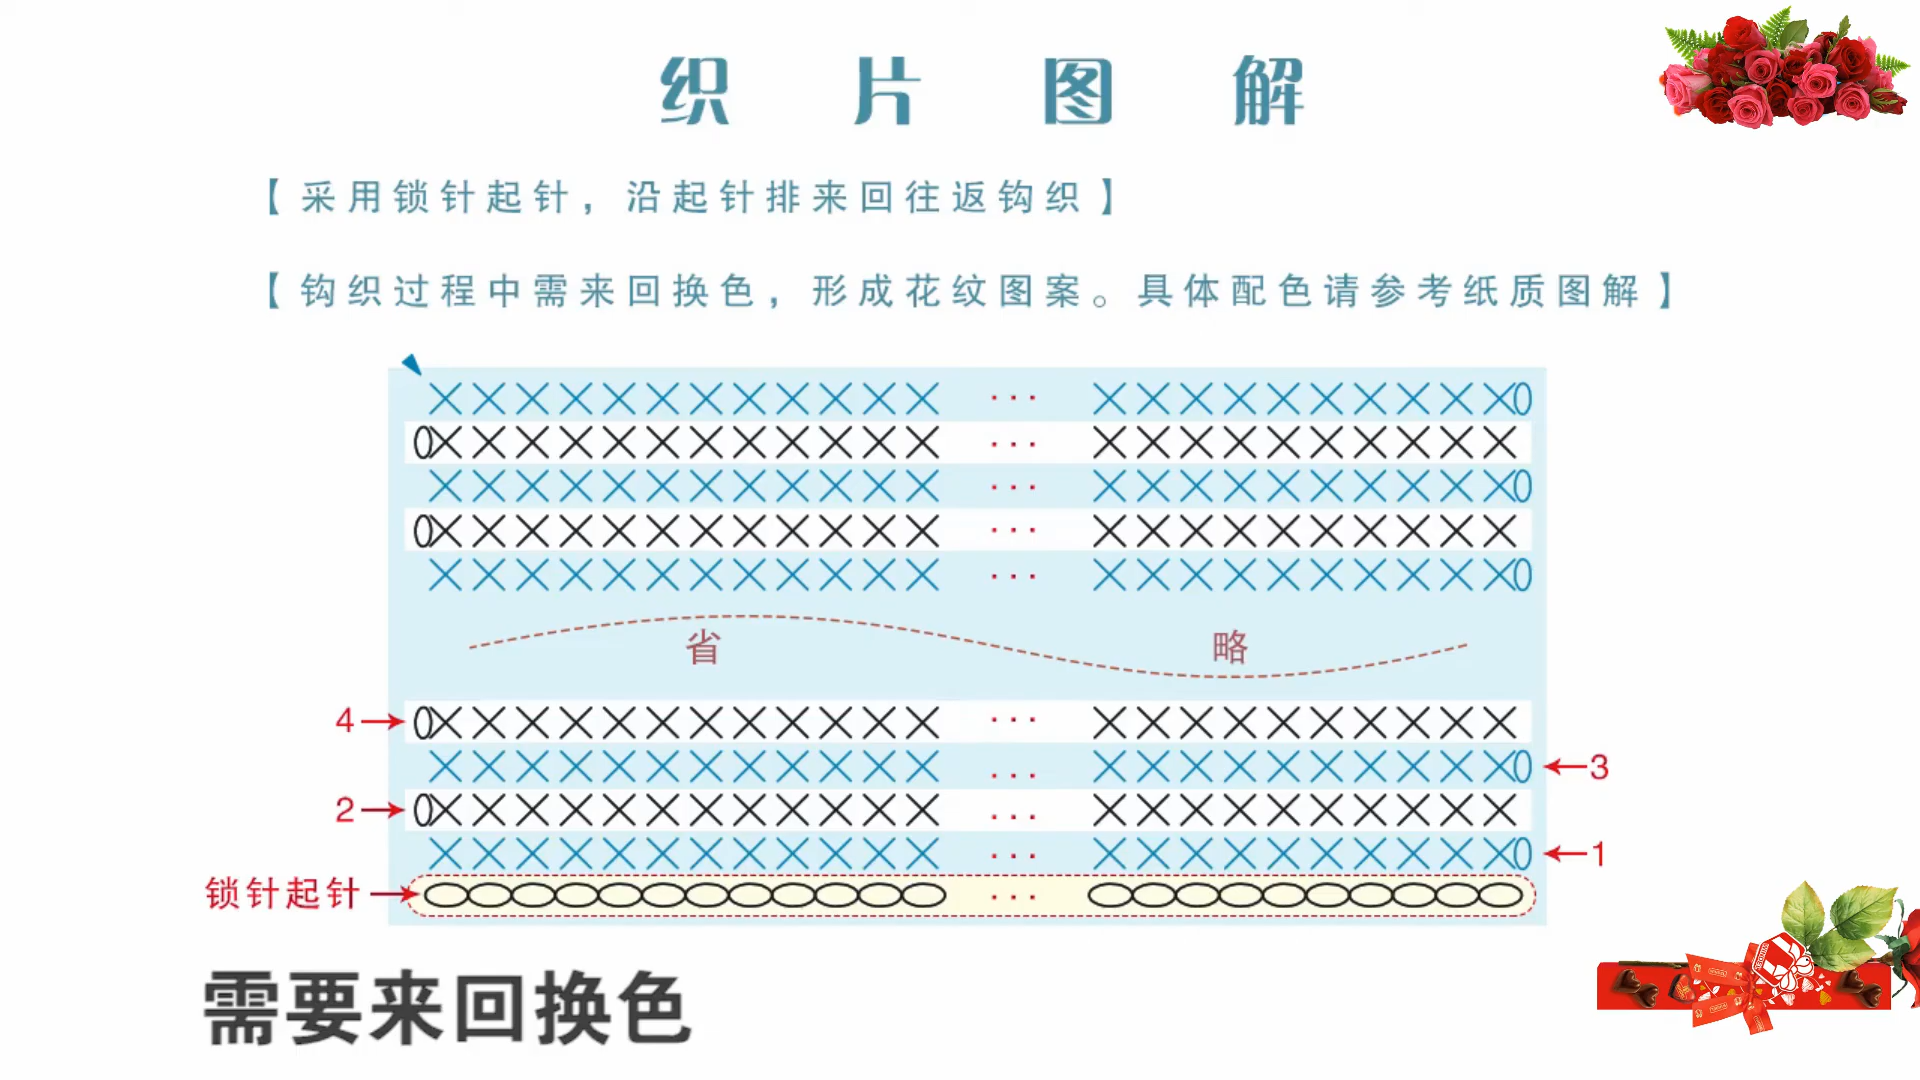 织片图解
【采用锁针起针，沿起针排来回往返钩织】
【钩织过程中需来回换色，形成花纹图案。具体配色请参考纸质图解】
省 略
4
3
2
1
锁针起针
需要来回换色